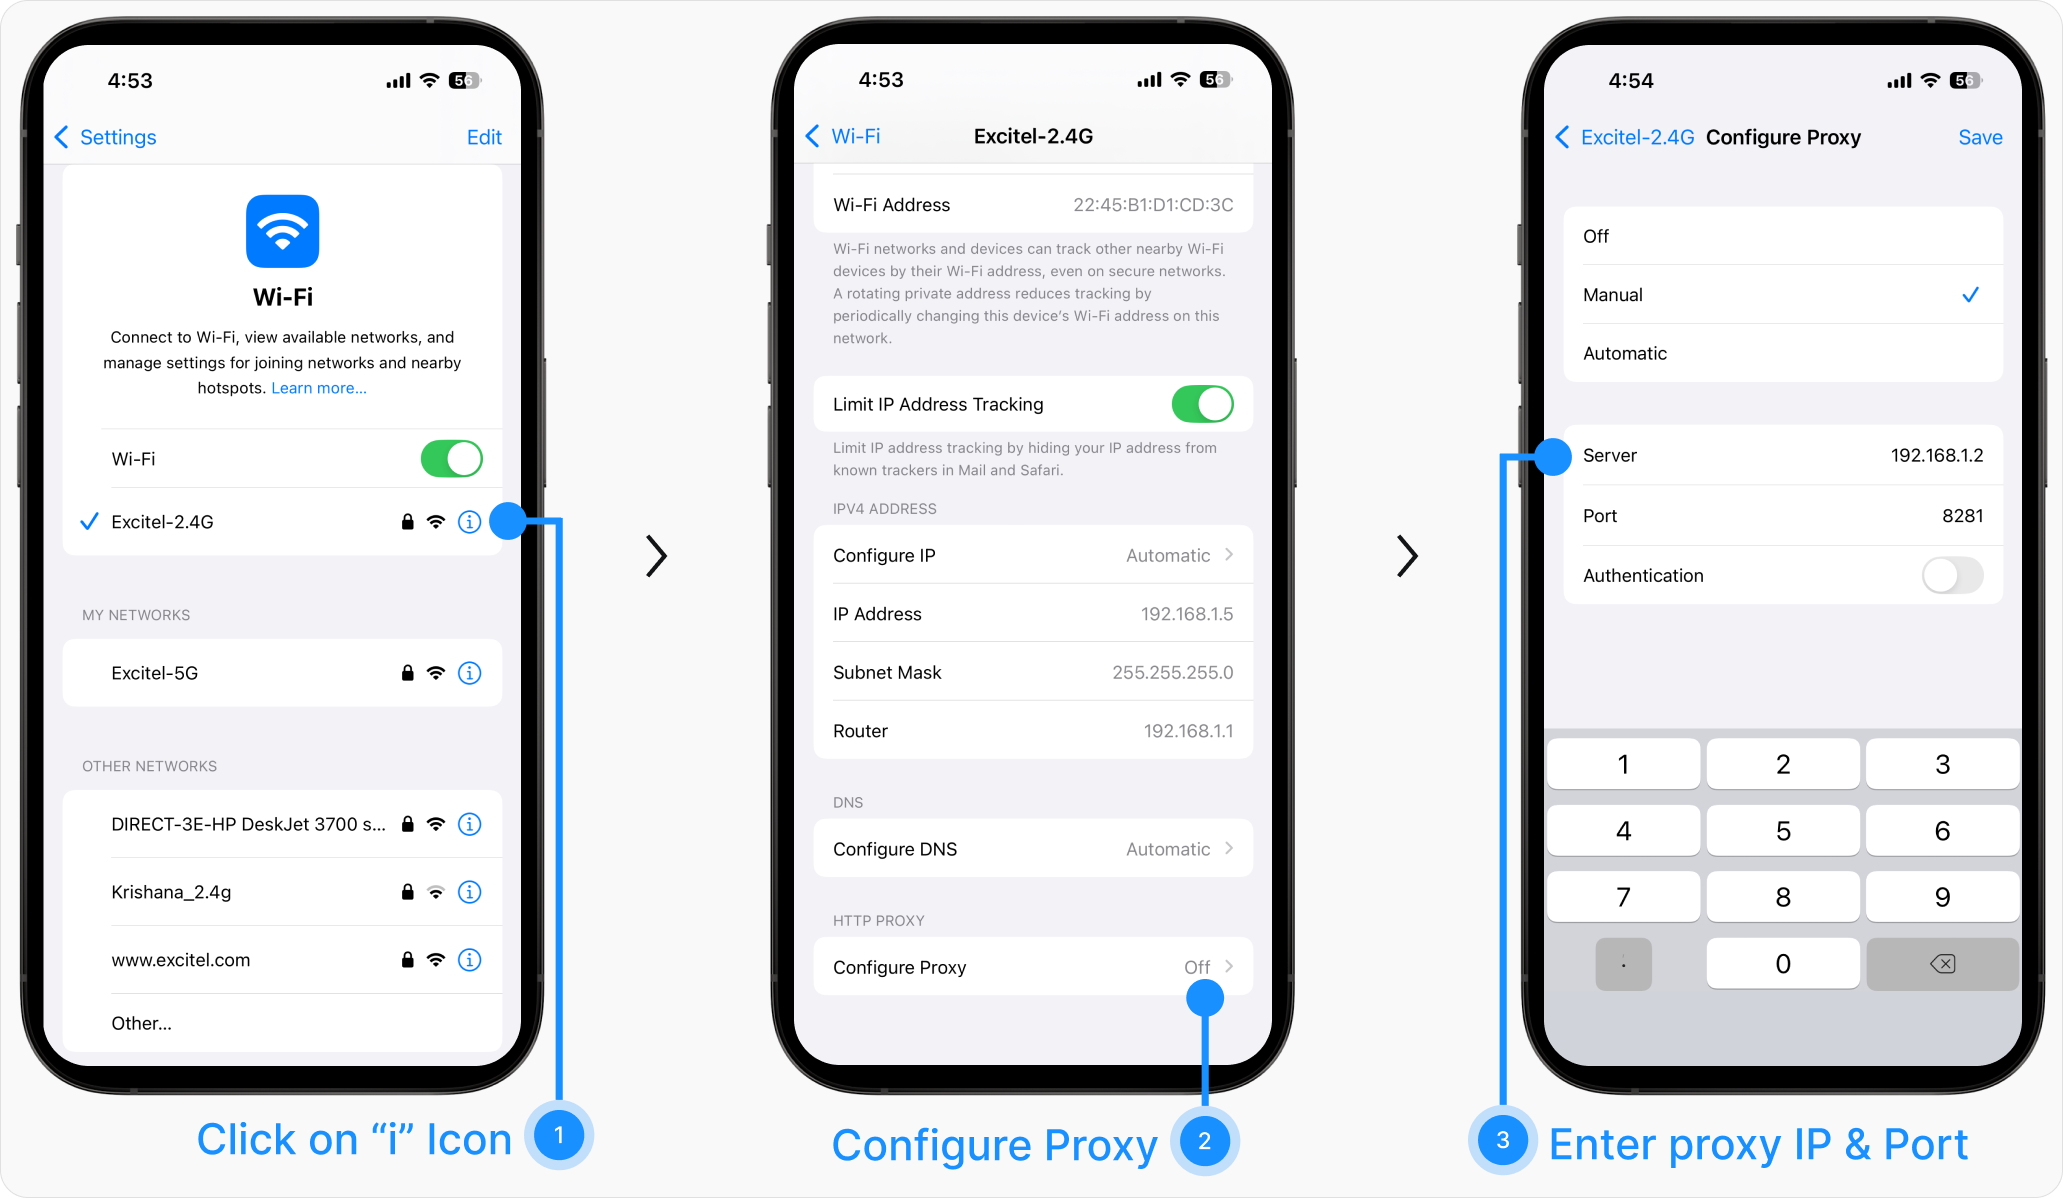 4:53
56
Settings
Edit
Wi-Fi
Connect to Wi-Fi, view available networks, and
manage settings for joining networks and nearby
hotspots. Learn more...
Wi-Fi
Excitel-2.4G
MY NETWORKS
Excitel-5G
OTHER NETWORKS
DIRECT-3E-HP DeskJet 3700 s...
Krishana_2.4g
www.excitel.com
Other...
Click on “i” Icon
1
4:53
56
Wi-Fi
Excitel-2.4G
Wi-Fi Address 22:45:B1:D1:CD:3C
Wi-Fi networks and devices can track other nearby Wi-Fi
devices by their Wi-Fi address, even on secure networks.
A rotating private address reduces tracking by
periodically changing this device’s Wi-Fi address on this
network.
Limit IP Address Tracking
Limit IP address tracking by hiding your IP address from
known trackers in Mail and Safari.
IPV4 ADDRESS
Configure IP Automatic
IP Address 192.168.1.5
Subnet Mask 255.255.255.0
Router 192.168.1.1
DNS
Configure DNS Automatic
HTTP PROXY
Configure Proxy Off
Configure Proxy
2
4:54
56
Excitel-2.4G Configure Proxy Save
Off
Manual
Automatic
Server 192.168.1.2
Port 8281
Authentication
1 2 3
4 5 6
7 8 9
. 0
3
Enter proxy IP & Port